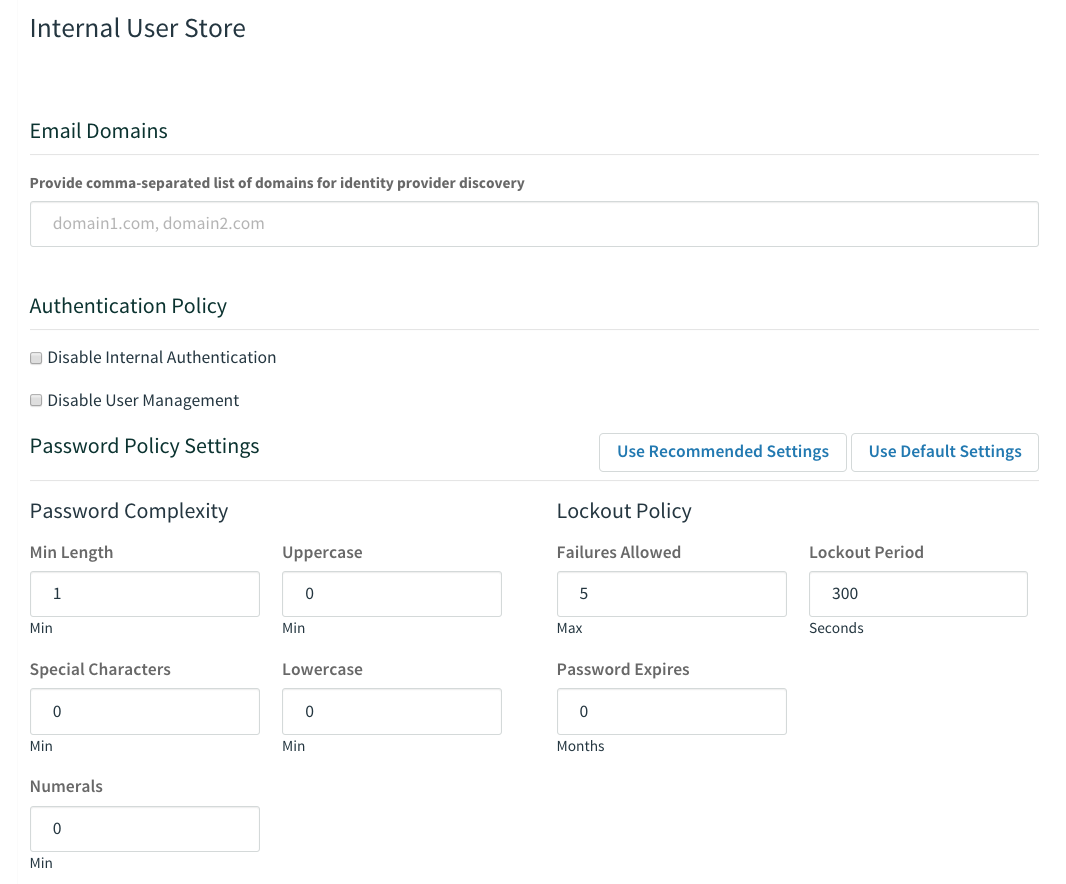 Internal User Store
Email Domains
Provide comma-separated list of domains for identity provider discovery
domain1.com, domain2.com
Authentication Policy
Disable Internal Authentication
Disable User Management
Password Policy Settings
Use Recommended Settings
Use Default Settings
Password Complexity
Min Length
1
Min
Uppercase
0
Min
Special Characters
0
Min
Lowercase
0
Min
Numerals
0
Min
Lockout Policy
Failures Allowed
5
Max
Lockout Period
300
Seconds
Password Expires
0
Months